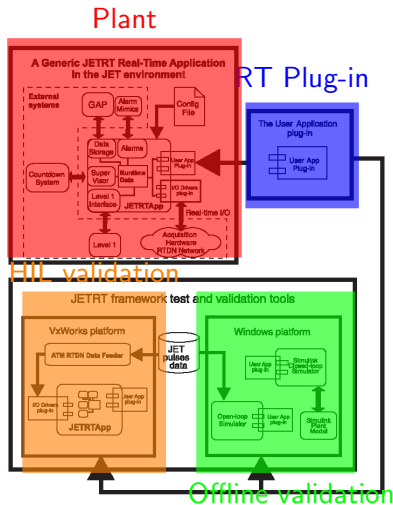 Plant
A Generic JETRT Real-Time Application
in the JET environment
RT Plug-in
External
systems
GAP
Alarm
Mimics
Config
File
The User Application
plug-in
User App
Plug-in
Data
Storage
Alarms
User App
Plug-in
Countdown
System
Super
Visor
Runtime
Data
I/O Drivers
plug-in
Level 1
Interface
JETRTApp
Real-time I/O
Level 1
Acquisition
Hardware
RTDN Network
HIL validation
JETRT framework test and validation tools
VxWorks platform
Windows platform
ATM RTDN Data Feeder
JET
pulses
data
User App
plug-in
Simulink
Closed-loop
Simulator
I/O Drivers
plug-in
User App
plug-in
JETRTApp
Open-loop
Simulator
User App
plug-in
Simulink
Plant
Model
Offline validation